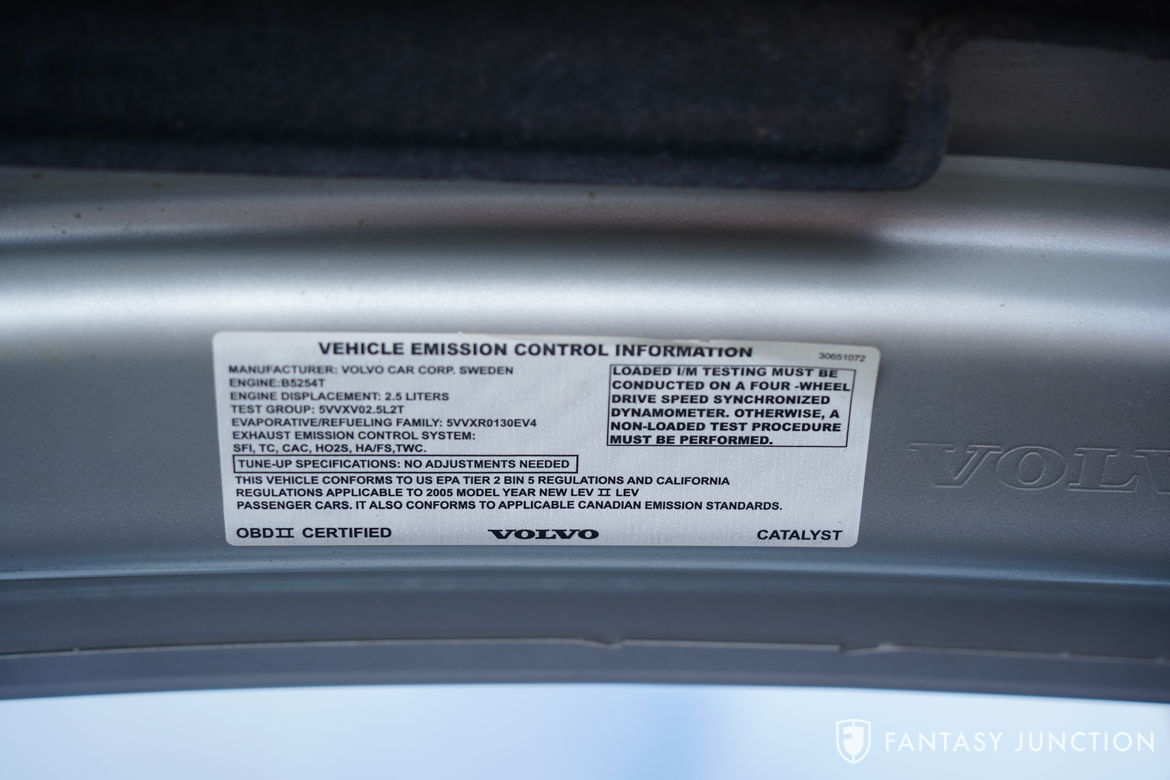 VEHICLE EMISSION CONTROL INFORMATION
30651072
MANUFACTURER: VOLVO CAR CORP. SWEDEN
ENGINE:B5254T
ENGINE DISPLACEMENT: 2.5 LITERS
TEST GROUP: 5VVXV02.5L2T
EVAPORATIVE/REFUELING FAMILY: 5VVXR0130EV4
EXHAUST EMISSION CONTROL SYSTEM:
SFI, TC, CAC, HO2S, HA/FS,TWC.
LOADED I/M TESTING MUST BE
CONDUCTED ON A FOUR -WHEEL
DRIVE SPEED SYNCHRONIZED
DYNAMOMETER. OTHERWISE, A
NON-LOADED TEST PROCEDURE
MUST BE PERFORMED.
TUNE-UP SPECIFICATIONS: NO ADJUSTMENTS NEEDED
THIS VEHICLE CONFORMS TO US EPA TIER 2 BIN 5 REGULATIONS AND CALIFORNIA
REGULATIONS APPLICABLE TO 2005 MODEL YEAR NEW LEV II LEV
PASSENGER CARS. IT ALSO CONFORMS TO APPLICABLE CANADIAN EMISSION STANDARDS.
OBD II CERTIFIED
VOLVO
CATALYST
VOLV
FANTASY JUNCTION